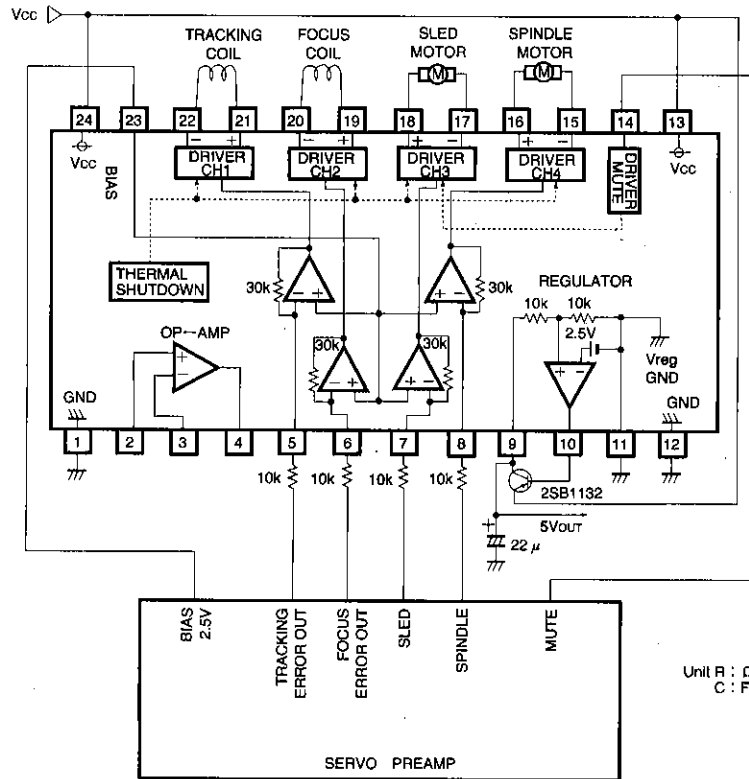 Vcc
TRACKING COIL
FOCUS COIL
SLED MOTOR
SPINDLE MOTOR
M
M
24
23
22
21
20
19
18
17
16
15
14
13
Vcc
BIAS
− +
− +
+ −
+ −
DRIVER CH1
DRIVER CH2
DRIVER CH3
DRIVER CH4
DRIVER MUTE
Vcc
THERMAL SHUTDOWN
30k
− +
+ −
30k
REGULATOR
10k
10k
2.5V
Vreg GND
OP−AMP
+
−
30k
− +
30k
+ −
+ −
GND
GND
1
2
3
4
5
6
7
8
9
10
11
12
10k
10k
10k
10k
2SB1132
5VOUT
+
22 μ
BIAS 2.5V
TRACKING ERROR OUT
FOCUS ERROR OUT
SLED
SPINDLE
MUTE
Unit R : Ω
C : F
SERVO PREAMP